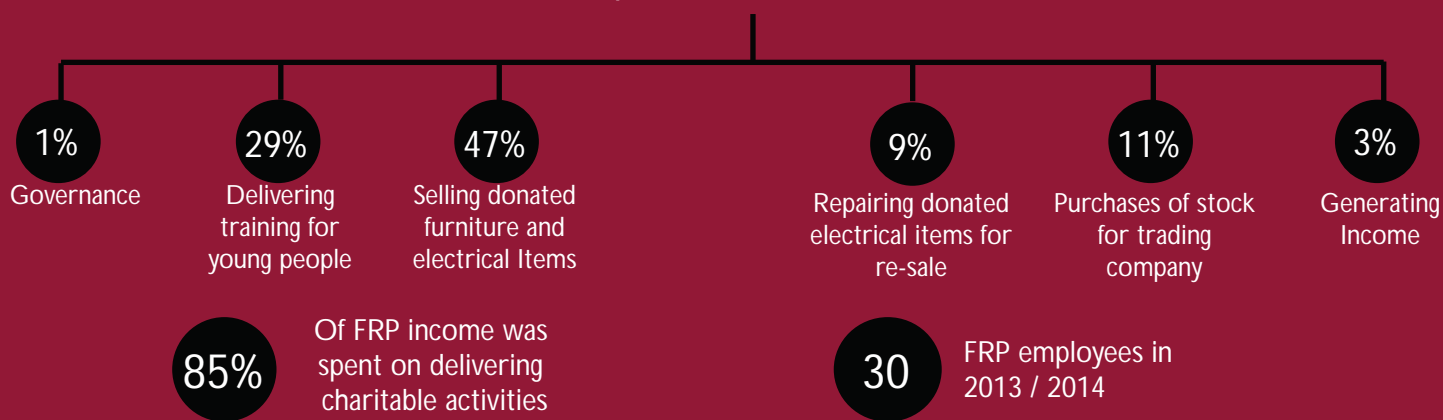 1%
Governance
29%
Delivering
training for
young people
47%
Selling donated
furniture and
electrical Items
9%
Repairing donated
electrical items for
re-sale
11%
Purchases of stock
for trading
company
3%
Generating
Income
85%
Of FRP income was
spent on delivering
charitable activities
30
FRP employees in
2013 / 2014